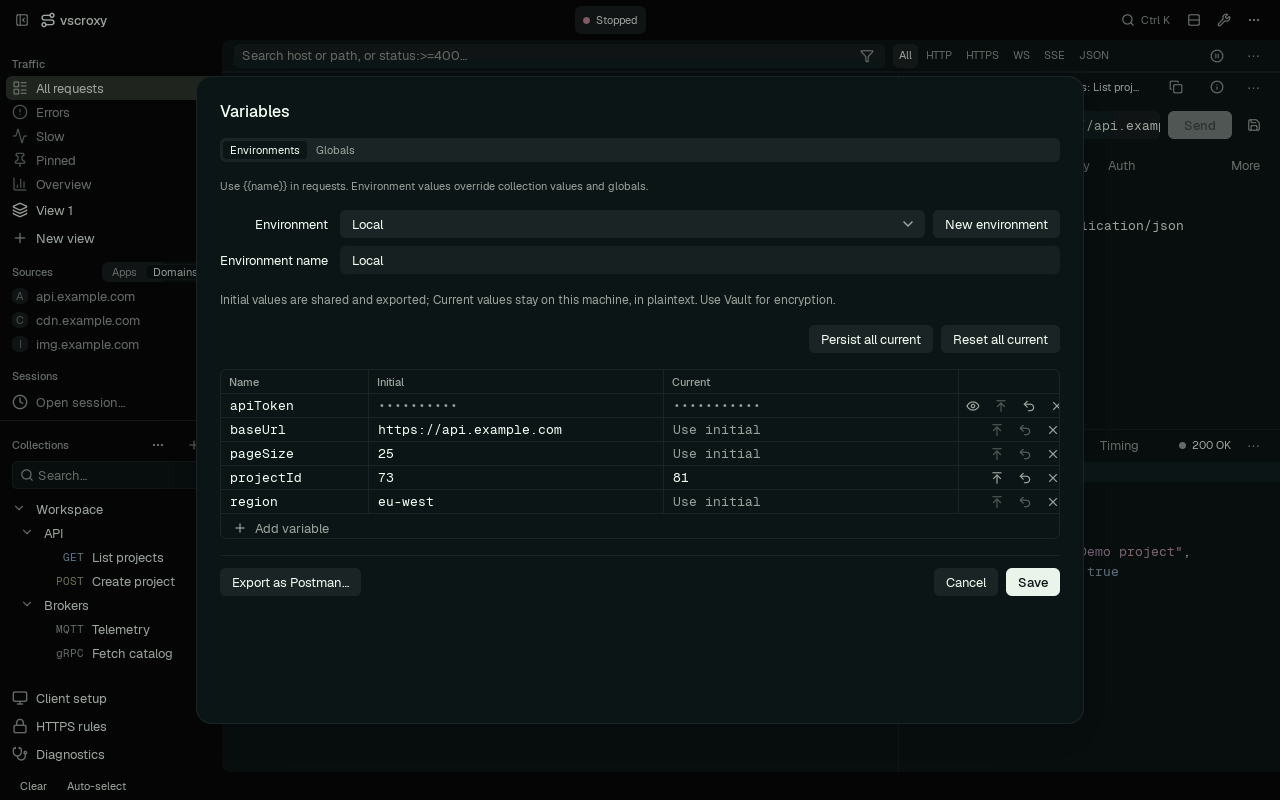 vscroxy
Stopped
Ctrl K
Traffic
All requests
Errors
Slow
Pinned
Overview
View 1
New view
Sources
Apps
Domains
A api.example.com
C cdn.example.com
I img.example.com
Sessions
Open session...
Collections
Search...
Workspace
API
GET List projects
POST Create project
Brokers
MQTT Telemetry
gRPC Fetch catalog
Client setup
HTTPS rules
Diagnostics
Clear Auto-select
Search host or path, or status:>=400...
All HTTP HTTPS WS SSE JSON
s: List proj...
/api.examp
Send
y Auth More
lication/json
Timing
200 OK
Demo project",
true
Variables
Environments Globals
Use {{name}} in requests. Environment values override collection values and globals.
Environment Local New environment
Environment name Local
Initial values are shared and exported; Current values stay on this machine, in plaintext. Use Vault for encryption.
Persist all current Reset all current
Name Initial Current
apiToken •••••••••• •••••••••••
baseUrl https://api.example.com Use initial
pageSize 25 Use initial
projectId 73 81
region eu-west Use initial
Add variable
Export as Postman...
Cancel Save